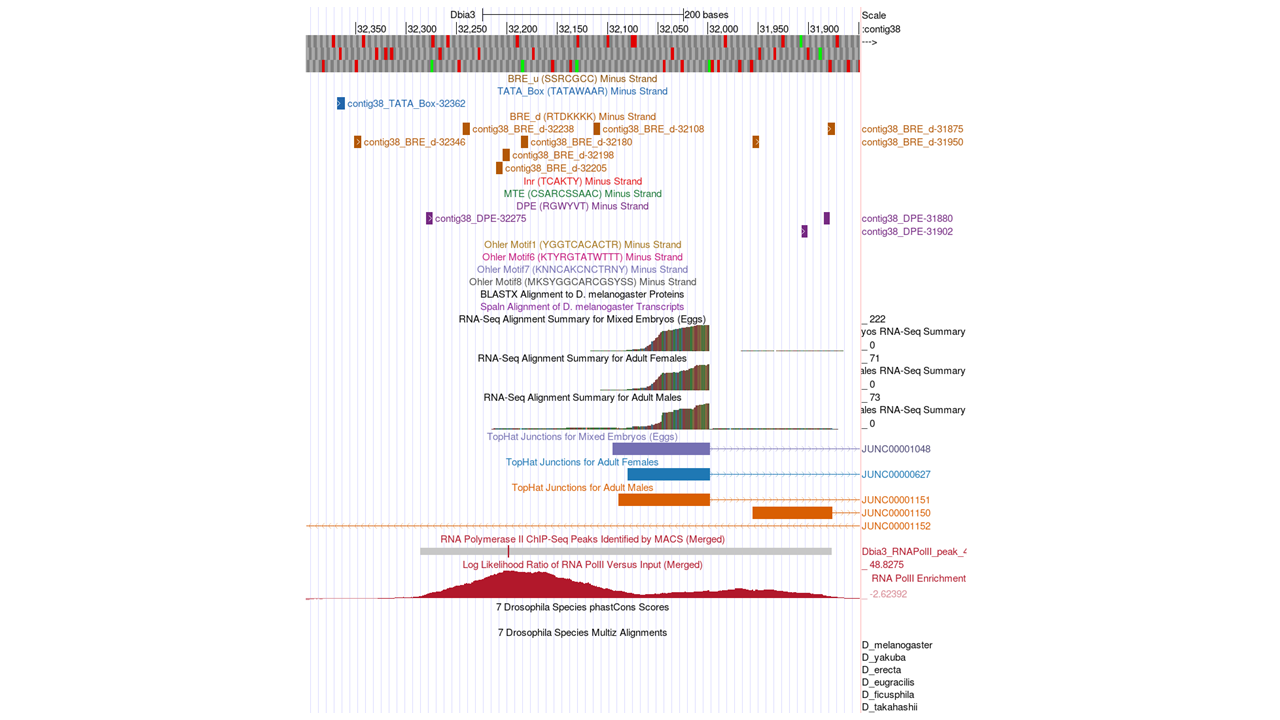 Dbia3 200 bases Scale
|32,350 |32,300 |32,250 |32,200 |32,150 |32,100 |32,050 |32,000 |31,950 |31,900 :contig38
--->
BRE_u (SSRCGCC) Minus Strand
TATA_Box (TATAWAAR) Minus Strand
contig38_TATA_Box-32362
BRE_d (RTDKKKK) Minus Strand
contig38_BRE_d-32238 contig38_BRE_d-32108 contig38_BRE_d-31875
contig38_BRE_d-32346 contig38_BRE_d-32180 contig38_BRE_d-31950
contig38_BRE_d-32198
contig38_BRE_d-32205
Inr (TCAKTY) Minus Strand
MTE (CSARCSSAAC) Minus Strand
DPE (RGWYVT) Minus Strand
contig38_DPE-32275 contig38_DPE-31880
contig38_DPE-31902
Ohler Motif1 (YGGTCACACTR) Minus Strand
Ohler Motif6 (KTYRGTATWTTT) Minus Strand
Ohler Motif7 (KNNCAKCNCTRNY) Minus Strand
Ohler Motif8 (MKSYGGCARCGSYSS) Minus Strand
BLASTX Alignment to D. melanogaster Proteins
Spaln Alignment of D. melanogaster Transcripts
RNA-Seq Alignment Summary for Mixed Embryos (Eggs) _ 222
yos RNA-Seq Summary
_ 0
RNA-Seq Alignment Summary for Adult Females _ 71
ales RNA-Seq Summary
_ 0
RNA-Seq Alignment Summary for Adult Males _ 73
ales RNA-Seq Summary
_ 0
TopHat Junctions for Mixed Embryos (Eggs)
JUNC00001048
TopHat Junctions for Adult Females
JUNC00000627
TopHat Junctions for Adult Males
JUNC00001151
JUNC00001150
JUNC00001152
RNA Polymerase II ChIP-Seq Peaks Identified by MACS (Merged)
Dbia3_RNAPolII_peak_4
Log Likelihood Ratio of RNA PolII Versus Input (Merged) _ 48.8275
RNA PolII Enrichment
_ -2.62392
7 Drosophila Species phastCons Scores
7 Drosophila Species Multiz Alignments
D_melanogaster
D_yakuba
D_erecta
D_eugracilis
D_ficusphila
D_takahashii